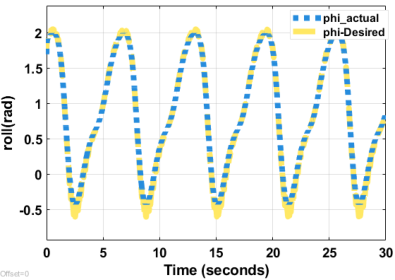 phi_actual
phi-Desired
2
1.5
1
0.5
0
-0.5
roll(rad)
0 5 10 15 20 25 30
Time (seconds)
Offset=0